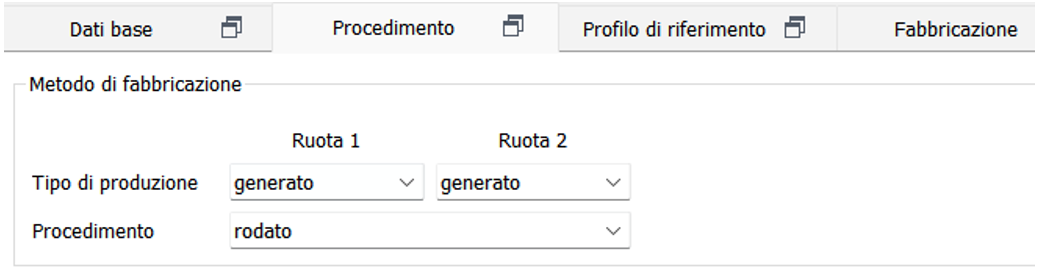 Dati base Procedimento Profilo di riferimento Fabbricazione
Metodo di fabbricazione
Ruota 1 Ruota 2
Tipo di produzione generato generato
Procedimento rodato